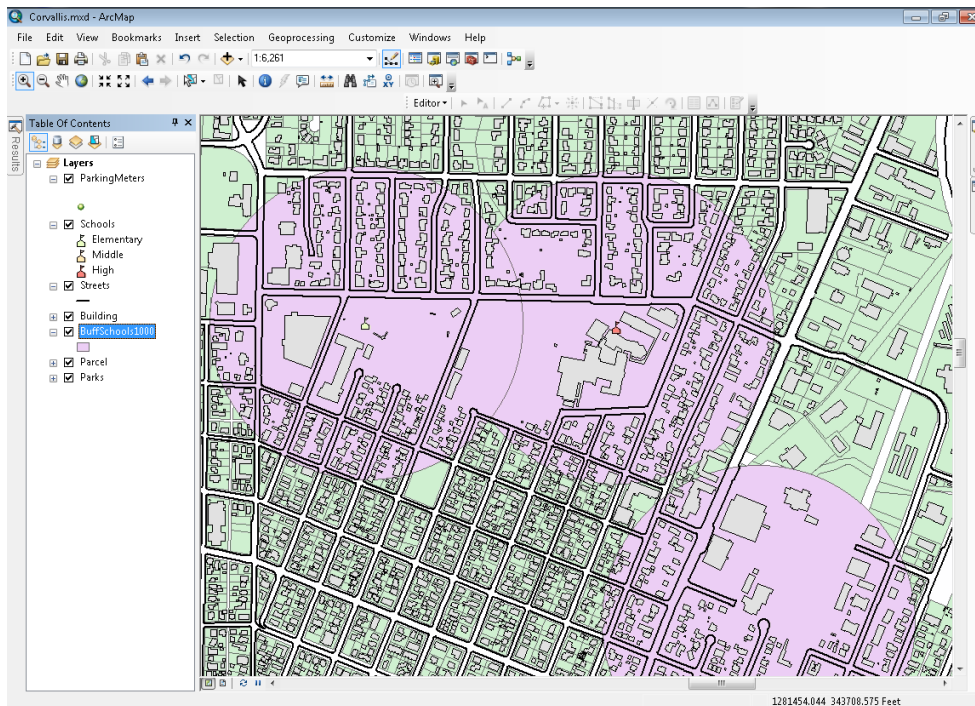 Corvallis.mxd - ArcMap
File Edit View Bookmarks Insert Selection Geoprocessing Customize Windows Help
1:6,261
Editor
Table Of Contents
Results
Layers
ParkingMeters
Schools
Elementary
Middle
High
Streets
Building
BuffSchools1000
Parcel
Parks
1281454.044 343708.575 Feet